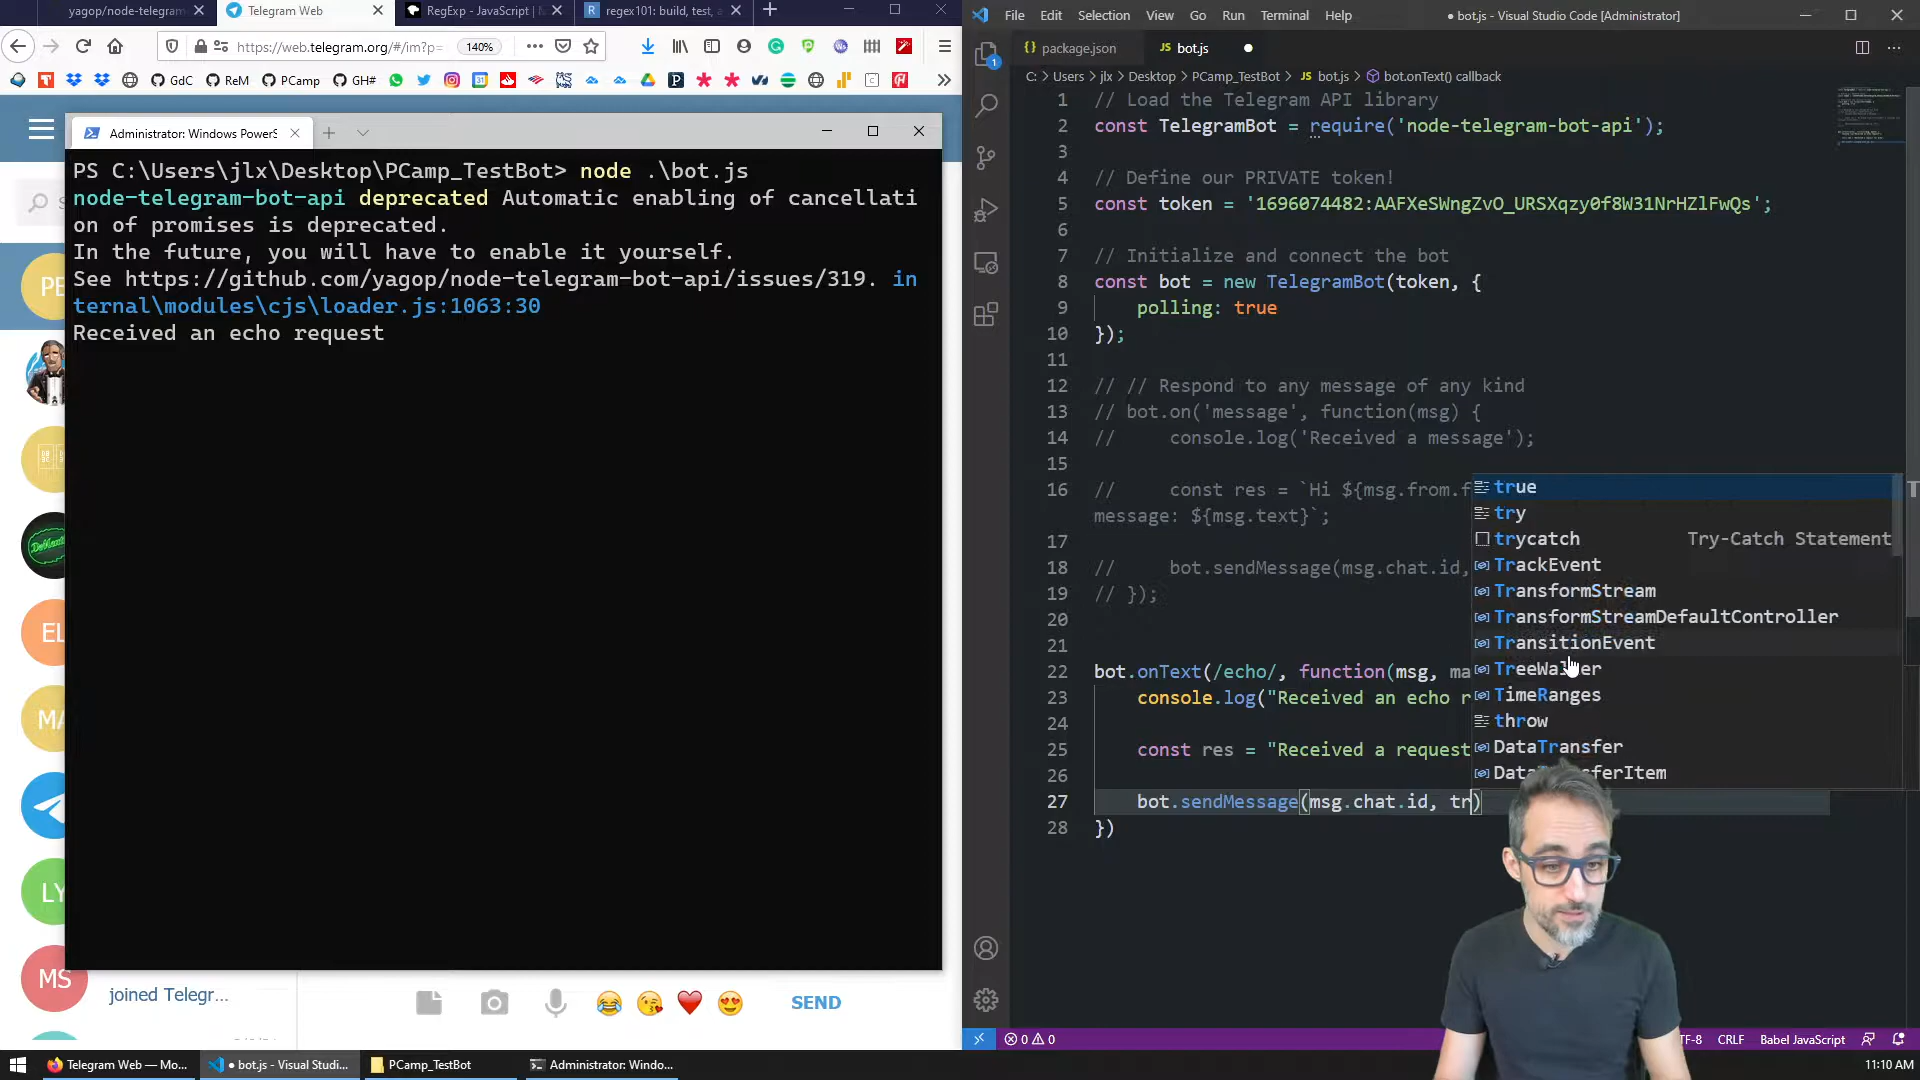 yagop/node-telegram
Telegram Web
RegExp - JavaScript | M
regex101: build, test, a
https://web.telegram.org/#/im?p=
140%
GdC
ReM
PCamp
GH#
Administrator: Windows PowerS
PS C:\Users\jlx\Desktop\PCamp_TestBot> node .\bot.js
node-telegram-bot-api deprecated Automatic enabling of cancellati
on of promises is deprecated.
In the future, you will have to enable it yourself.
See https://github.com/yagop/node-telegram-bot-api/issues/319. in
ternal\modules\cjs\loader.js:1063:30
Received an echo request
PE
EL
MA
LY
MS
joined Telegr...
SEND
File Edit Selection View Go Run Terminal Help
● bot.js - Visual Studio Code [Administrator]
package.json
JS bot.js
C: > Users > jlx > Desktop > PCamp_TestBot > JS bot.js > bot.onText() callback
1 // Load the Telegram API library
2 const TelegramBot = require('node-telegram-bot-api');
3
4 // Define our PRIVATE token!
5 const token = '1696074482:AAFXeSWngZvO_URSXqzy0f8W31NrHZlFwQs';
6
7 // Initialize and connect the bot
8 const bot = new TelegramBot(token, {
9 polling: true
10 });
11
12 // // Respond to any message of any kind
13 // bot.on('message', function(msg) {
14 // console.log('Received a message');
15
16 // const res = `Hi ${msg.from.f
message: ${msg.text}`;
17
18 // bot.sendMessage(msg.chat.id,
19 // });
20
21
22 bot.onText(/echo/, function(msg, ma
23 console.log("Received an echo r
24
25 const res = "Received a request
26
27 bot.sendMessage(msg.chat.id, tr)
28 })
true
try
trycatch Try-Catch Statement
TrackEvent
TransformStream
TransformStreamDefaultController
TransitionEvent
TreeWalker
TimeRanges
throw
DataTransfer
DataTransferItem
1
0 0
TF-8
CRLF
Babel JavaScript
Telegram Web — Mo...
● bot.js - Visual Studi...
PCamp_TestBot
Administrator: Windo...
11:10 AM